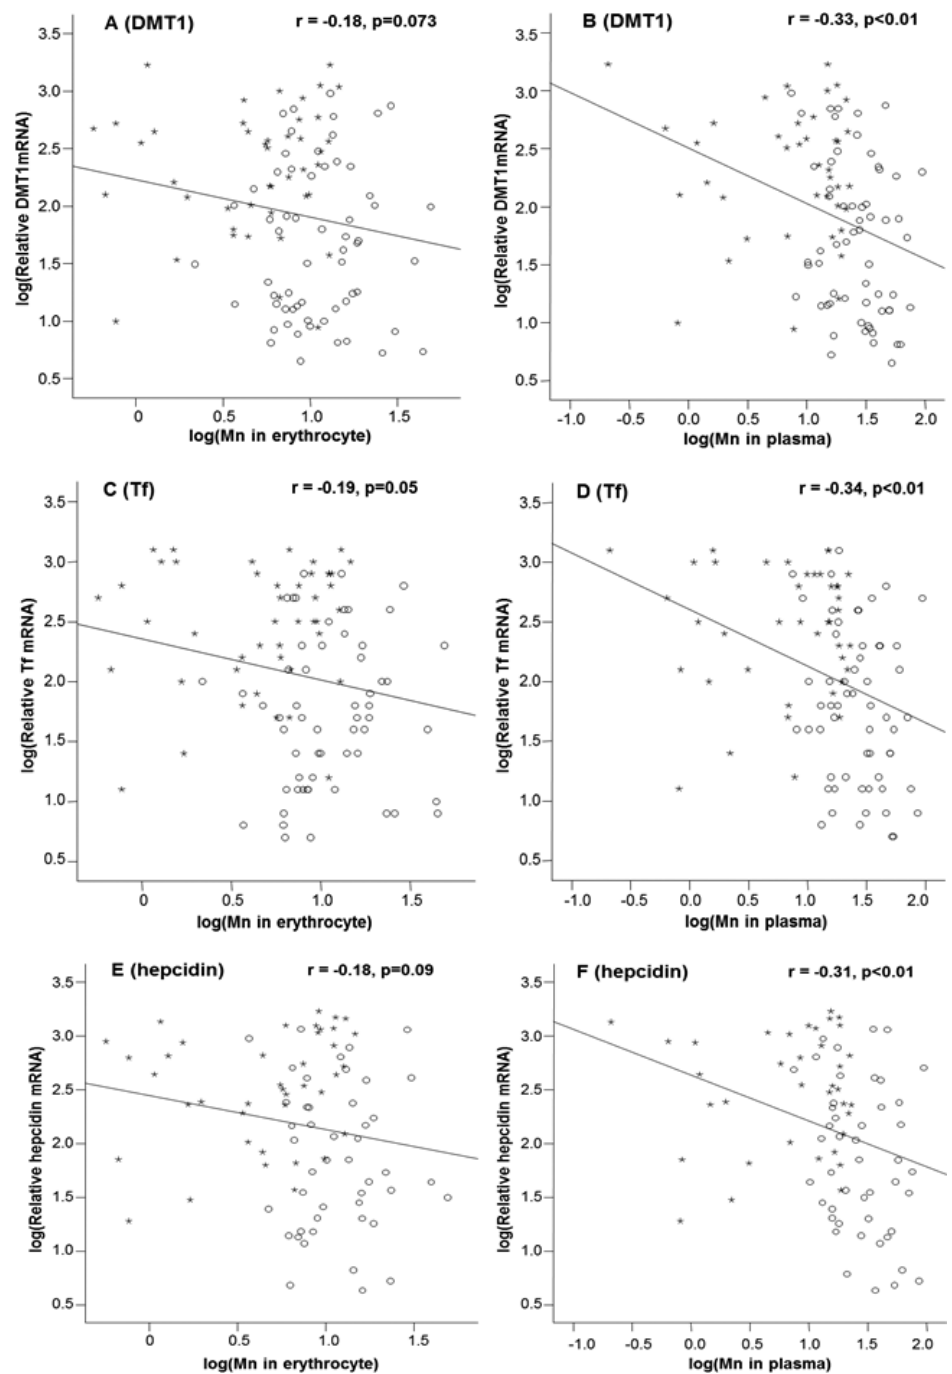 A (DMT1)
r = -0.18, p=0.073
log(Relative DMT1mRNA)
3.5
3.0
2.5
2.0
1.5
1.0
0.5
0 0.5 1.0 1.5
log(Mn in erythrocyte)
B (DMT1)
r = -0.33, p<0.01
log(Relative DMT1mRNA)
3.5
3.0
2.5
2.0
1.5
1.0
0.5
-1.0 -0.5 0.0 0.5 1.0 1.5 2.0
log(Mn in plasma)
C (Tf)
r = -0.19, p=0.05
log(Relative Tf mRNA)
3.5
3.0
2.5
2.0
1.5
1.0
0.5
0 0.5 1.0 1.5
log(Mn in erythrocyte)
D (Tf)
r = -0.34, p<0.01
log(Relative Tf mRNA)
3.5
3.0
2.5
2.0
1.5
1.0
0.5
-1.0 -0.5 0.0 0.5 1.0 1.5 2.0
log(Mn in plasma)
E (hepcidin)
r = -0.18, p=0.09
log(Relative hepcidin mRNA)
3.5
3.0
2.5
2.0
1.5
1.0
0.5
0 0.5 1.0 1.5
log(Mn in erythrocyte)
F (hepcidin)
r = -0.31, p<0.01
log(Relative hepcidin mRNA)
3.5
3.0
2.5
2.0
1.5
1.0
0.5
-1.0 -0.5 0.0 0.5 1.0 1.5 2.0
log(Mn in plasma)